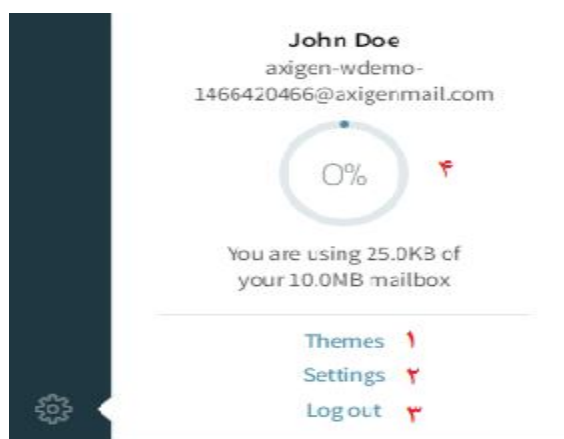 John Doe
axigen-wdemo-
1466420466@axigenmail.com
0% ۴
You are using 25.0KB of
your 10.0MB mailbox
Themes ۱
Settings ۲
Log out ۳